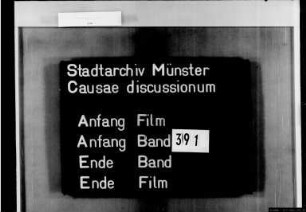 Stadtarchiv Münster
Causae discussionum
Anfang Film
Anfang Band 391
Ende Band
Ende Film